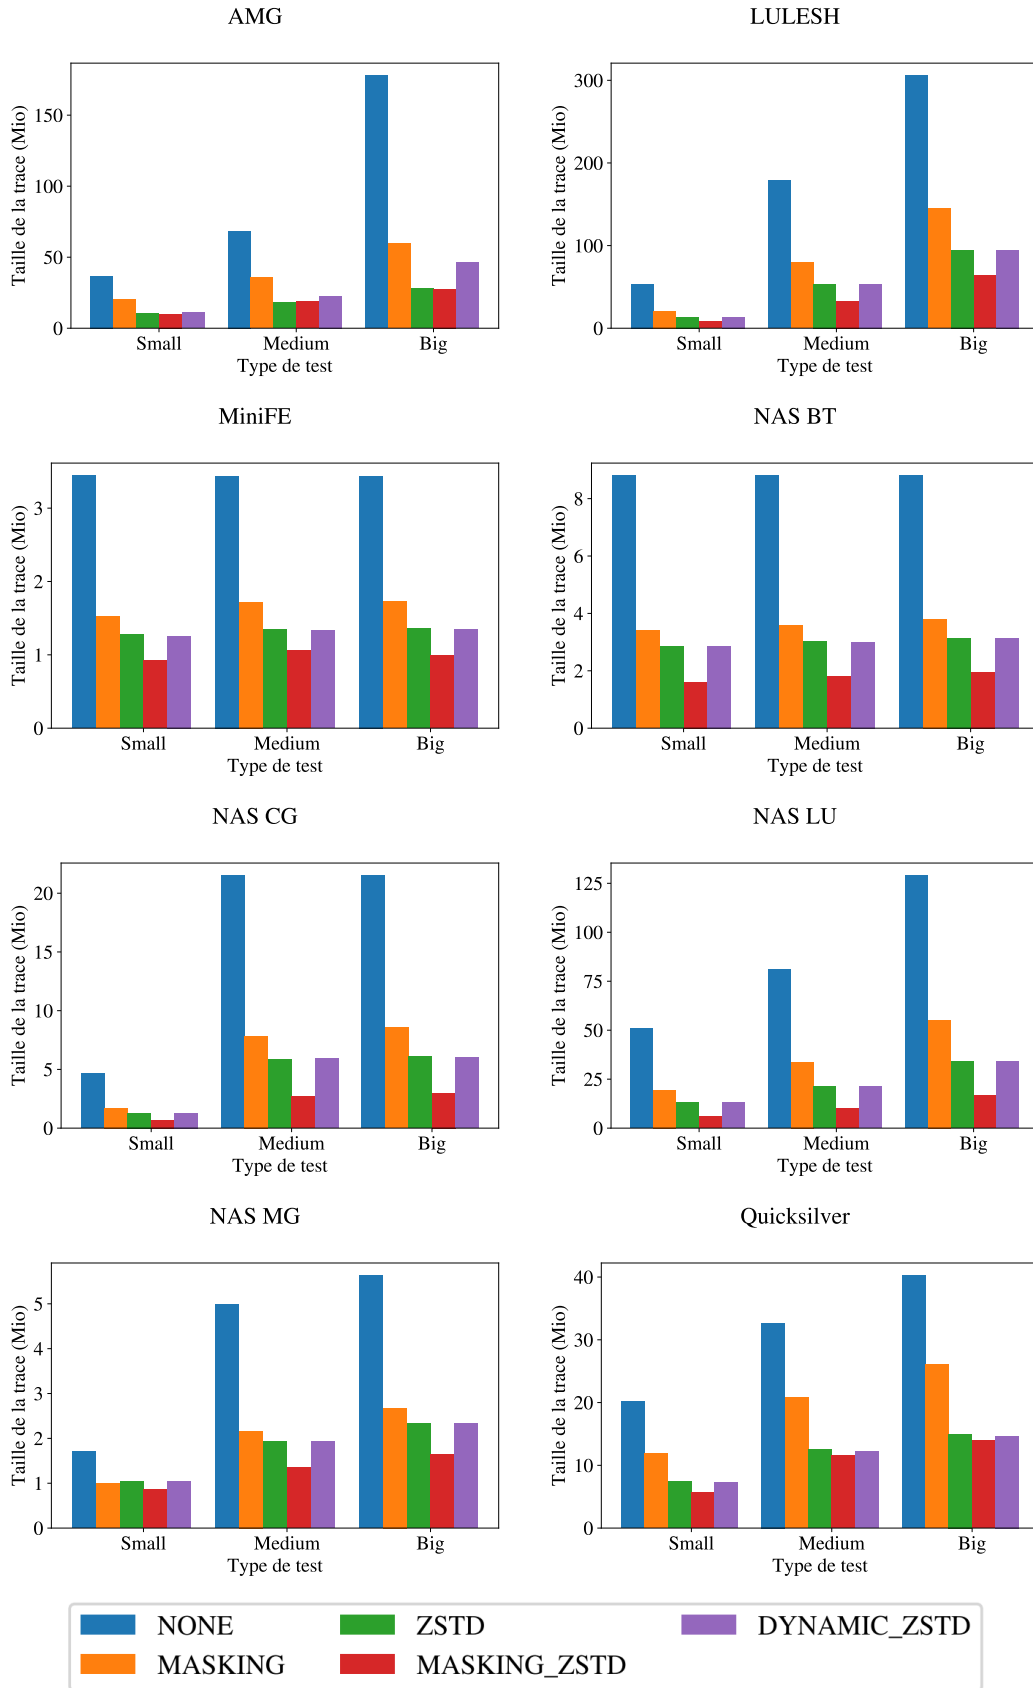 AMG
Taille de la trace (Mio)
150
100
50
0
Small Medium Big
Type de test
LULESH
Taille de la trace (Mio)
300
200
100
0
Small Medium Big
Type de test
MiniFE
Taille de la trace (Mio)
3
2
1
0
Small Medium Big
Type de test
NAS BT
Taille de la trace (Mio)
8
6
4
2
0
Small Medium Big
Type de test
NAS CG
Taille de la trace (Mio)
20
15
10
5
0
Small Medium Big
Type de test
NAS LU
Taille de la trace (Mio)
125
100
75
50
25
0
Small Medium Big
Type de test
NAS MG
Taille de la trace (Mio)
5
4
3
2
1
0
Small Medium Big
Type de test
Quicksilver
Taille de la trace (Mio)
40
30
20
10
0
Small Medium Big
Type de test
NONE ZSTD DYNAMIC_ZSTD
MASKING MASKING_ZSTD